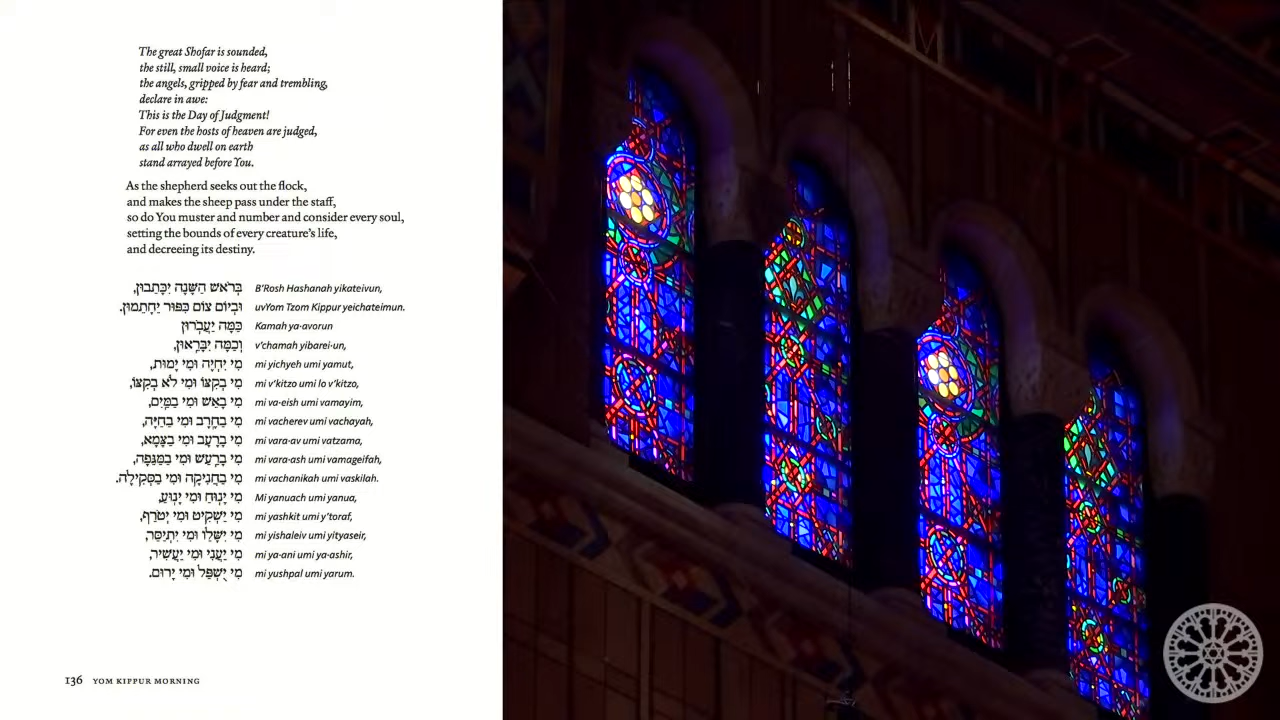 The great Shofar is sounded,
the still, small voice is heard;
the angels, gripped by fear and trembling,
declare in awe:
This is the Day of Judgment!
For even the hosts of heaven are judged,
as all who dwell on earth
stand arrayed before You.
As the shepherd seeks out the flock,
and makes the sheep pass under the staff,
so do You muster and number and consider every soul,
setting the bounds of every creature’s life,
and decreeing its destiny.
בְּרֹאשׁ הַשָּׁנָה יִכָּתֵבוּן, B’Rosh Hashanah yikateivun,
וּבְיוֹם צוֹם כִּפּוּר יֵחָתֵמוּן. uvYom Tzom Kippur yeichateimun.
כַּמָּה יַעַבְרוּן Kamah ya·avorun
וְכַמָּה יִבָּרֵאוּן, v’chamah yibarei·un,
מִי יִחְיֶה וּמִי יָמוּת, mi yichyeh umi yamut,
מִי בְקִצּוֹ וּמִי לֹא בְקִצּוֹ, mi v’kitzo umi lo v’kitzo,
מִי בָאֵשׁ וּמִי בַמַּיִם, mi va·eish umi vamayim,
מִי בַחֶרֶב וּמִי בַחַיָּה, mi vacherev umi vachayah,
מִי בָרָעָב וּמִי בַצָּמָא, mi vara·av umi vatzama,
מִי בָרַעַשׁ וּמִי בַמַּגֵּפָה, mi vara·ash umi vamageifah,
מִי בַחֲנִיקָה וּמִי בַסְּקִילָה. mi vachanikah umi vaskilah.
מִי יָנוּחַ וּמִי יָנוּעַ, Mi yanuach umi yanua,
מִי יַשְׁקִיט וּמִי יְטֹרַף, mi yashkit umi y’toraf,
מִי יִשָּׁלֵו וּמִי יִתְיַסַּר, mi yishaleiv umi yityaseir,
מִי יַעֲנִי וּמִי יַעֲשִׁיר, mi ya·ani umi ya·ashir,
מִי יֻשְׁפַּל וּמִי יָרוּם. mi yushpal umi yarum.
136 YOM KIPPUR MORNING